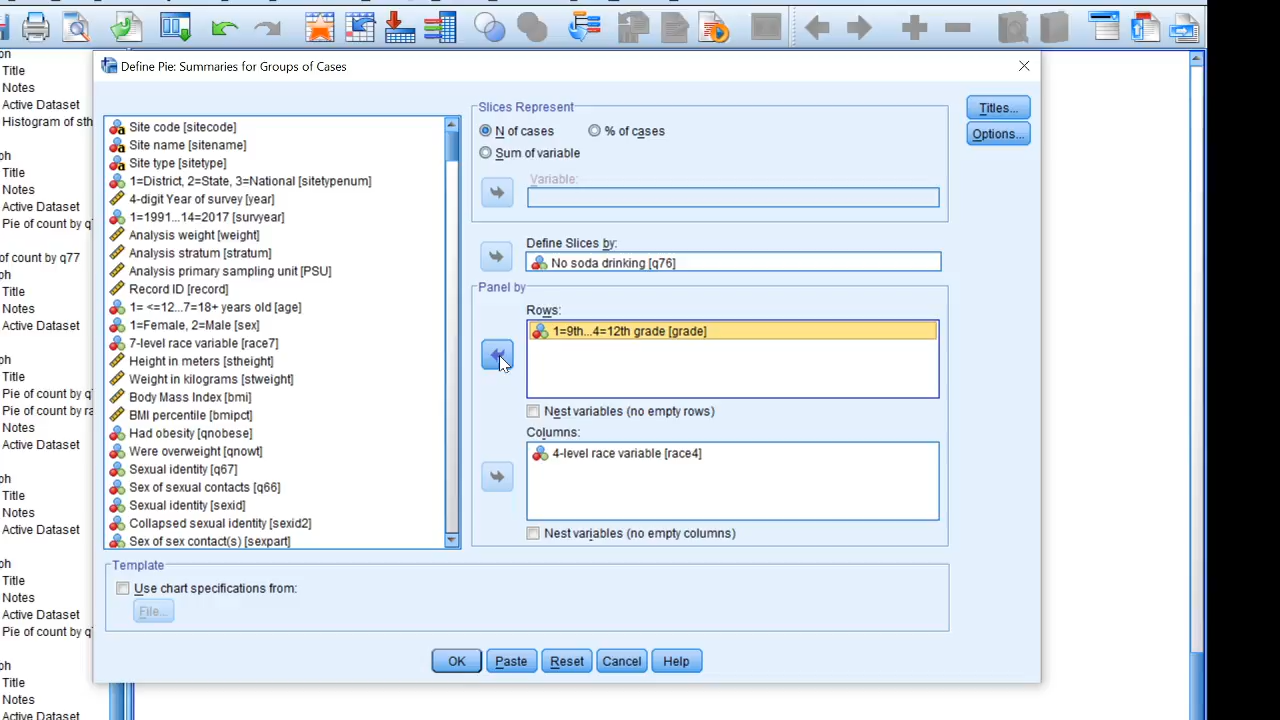 Define Pie: Summaries for Groups of Cases
ph
Title
Notes
Active Dataset
Histogram of sth
ph
Title
Notes
Active Dataset
Pie of count by q7
of count by q77
ph
Title
Notes
Active Dataset
ph
Title
Pie of count by q7
Pie of count by ra
Notes
Active Dataset
ph
Title
Notes
Active Dataset
ph
Title
Notes
Active Dataset
Pie of count by q7
ph
Title
Notes
Active Dataset
Site code [sitecode]
Site name [sitename]
Site type [sitetype]
1=District, 2=State, 3=National [sitetypenum]
4-digit Year of survey [year]
1=1991...14=2017 [survyear]
Analysis weight [weight]
Analysis stratum [stratum]
Analysis primary sampling unit [PSU]
Record ID [record]
1= <=12...7=18+ years old [age]
1=Female, 2=Male [sex]
7-level race variable [race7]
Height in meters [stheight]
Weight in kilograms [stweight]
Body Mass Index [bmi]
BMI percentile [bmipct]
Had obesity [qnobese]
Were overweight [qnowt]
Sexual identity [q67]
Sex of sexual contacts [q66]
Sexual identity [sexid]
Collapsed sexual identity [sexid2]
Sex of sex contact(s) [sexpart]
Slices Represent
N of cases
% of cases
Sum of variable
Variable:
Define Slices by:
No soda drinking [q76]
Panel by
Rows:
1=9th...4=12th grade [grade]
Nest variables (no empty rows)
Columns:
4-level race variable [race4]
Nest variables (no empty columns)
Titles...
Options...
Template
Use chart specifications from:
File...
OK
Paste
Reset
Cancel
Help